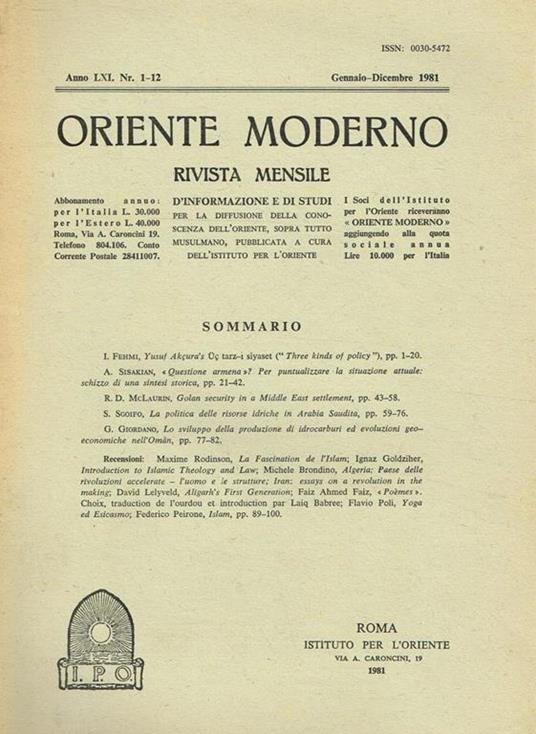 ISSN: 0030-5472
Anno LXI. Nr. 1-12
Gennaio-Dicembre 1981
ORIENTE MODERNO
RIVISTA MENSILE
Abbonamento annuo:
per l'Italia L. 30.000
per l'Estero L. 40.000
Roma, Via A. Caroncini 19.
Telefono 804.106. Conto
Corrente Postale 28411007.
D'INFORMAZIONE E DI STUDI
PER LA DIFFUSIONE DELLA CONO-
SCENZA DELL'ORIENTE, SOPRA TUTTO
MUSULMANO, PUBBLICATA A CURA
DELL'ISTITUTO PER L'ORIENTE
I Soci dell'Istituto
per l'Oriente riceveranno
« ORIENTE MODERNO »
aggiungendo alla quota
sociale annua
Lire 10.000 per l'Italia
SOMMARIO
I. FEHMI, Yusuf Akçura's Üç tarz-i siyaset ("Three kinds of policy"), pp. 1-20.
A. SISAKIAN, « Questione armena »? Per puntualizzare la situazione attuale:
schizzo di una sintesi storica, pp. 21-42.
R. D. MCLAURIN, Golan security in a Middle East settlement, pp. 43-58.
S. SGOIFO, La politica delle risorse idriche in Arabia Saudita, pp. 59-76.
G. GIORDANO, Lo sviluppo della produzione di idrocarburi ed evoluzioni geo-
economiche nell'Omân, pp. 77-82.
Recensioni: Maxime Rodinson, La Fascination de l'Islam; Ignaz Goldziher,
Introduction to Islamic Theology and Law; Michele Brondino, Algeria: Paese delle
rivoluzioni accelerate – l'uomo e le strutture; Iran: essays on a revolution in the
making; David Lelyveld, Aligarh's First Generation; Faiz Ahmed Faiz, « Poèmes ».
Choix, traduction de l'ourdou et introduction par Laiq Babree; Flavio Poli, Yoga
ed Esicasmo; Federico Peirone, Islam, pp. 89-100.
I. P. O.
ROMA
ISTITUTO PER L'ORIENTE
VIA A. CARONCINI, 19
1981